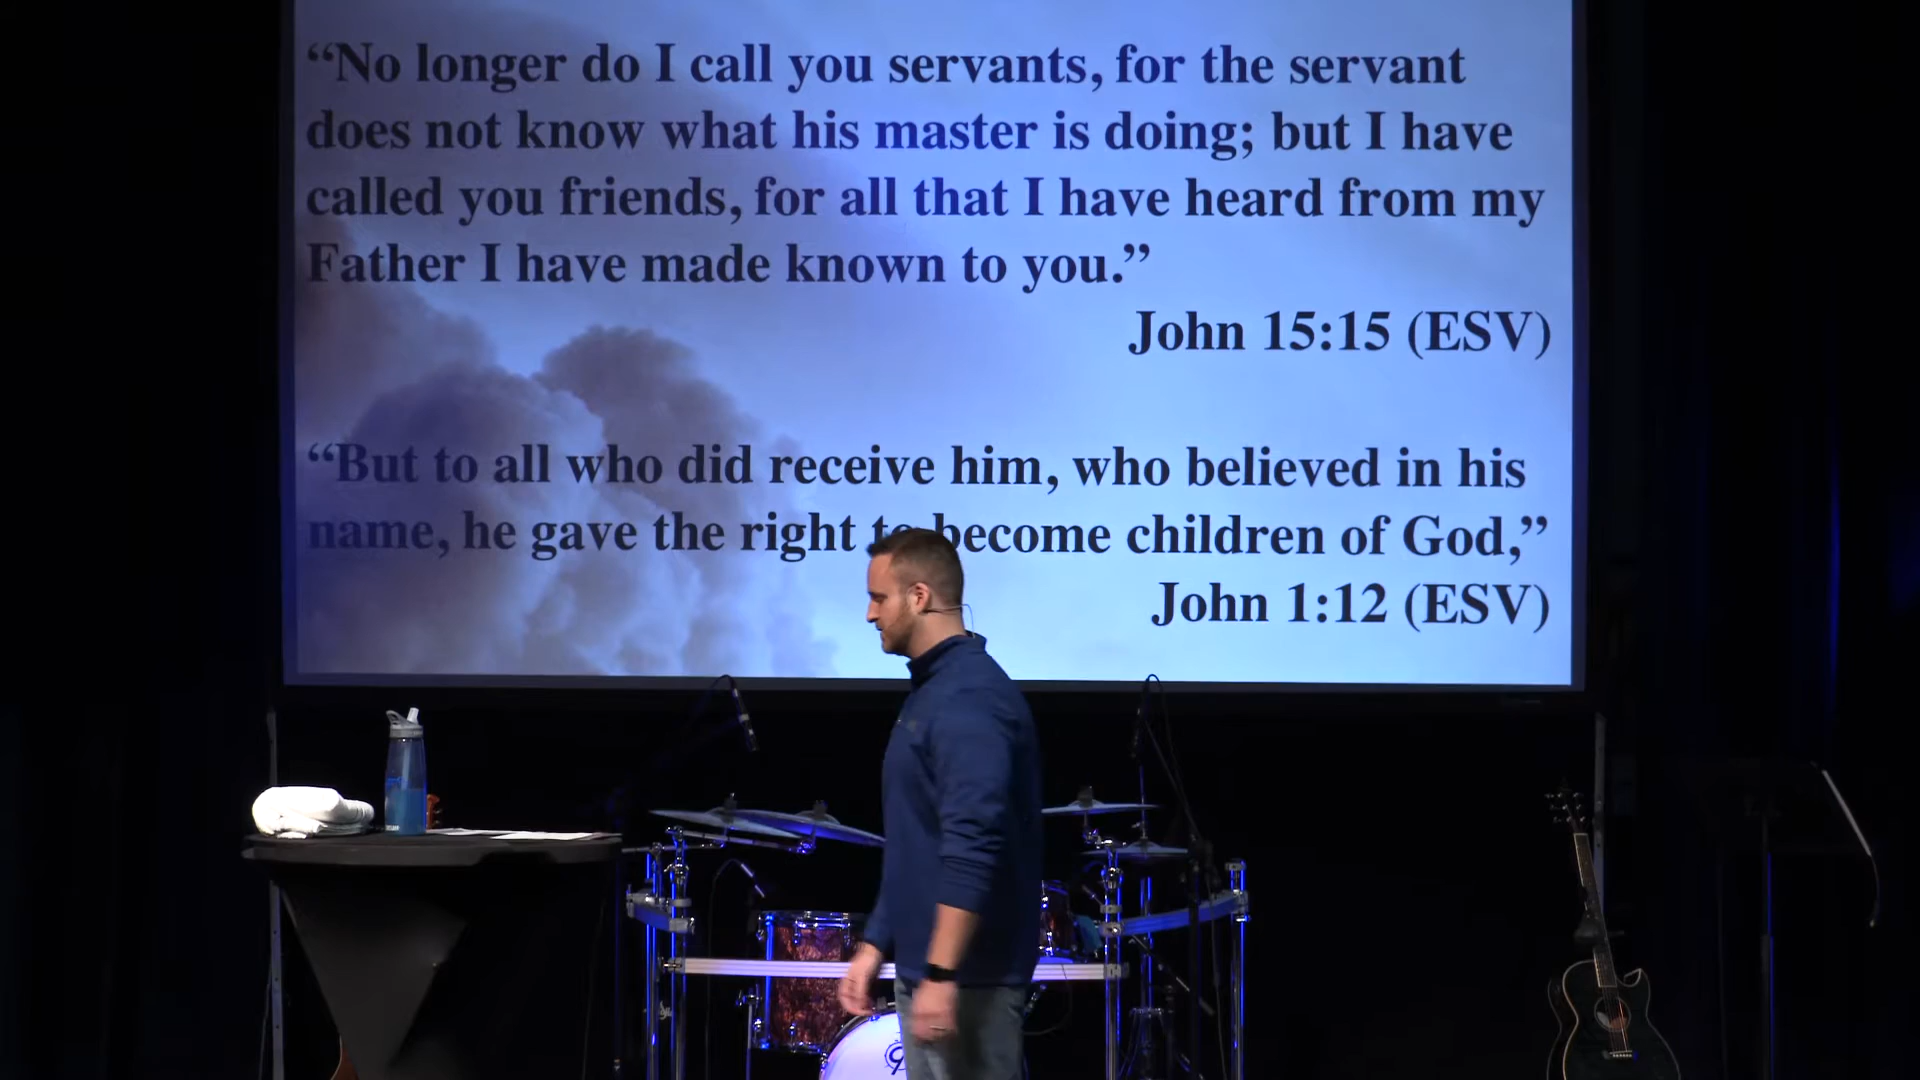 “No longer do I call you servants, for the servant
does not know what his master is doing; but I have
called you friends, for all that I have heard from my
Father I have made known to you.”
John 15:15 (ESV)
“But to all who did receive him, who believed in his
name, he gave the right to become children of God,”
John 1:12 (ESV)